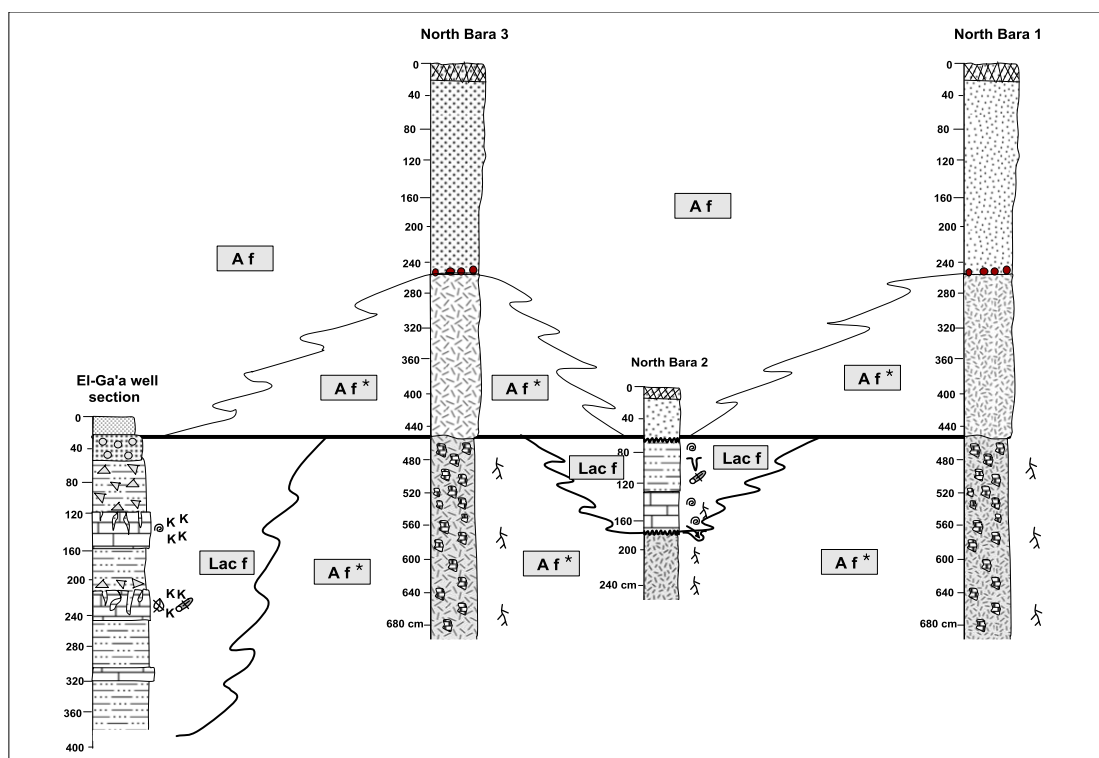 North Bara 3
0
40
80
120
160
200
240
280
320
360
400
440
480
520
560
600
640
680 cm
North Bara 1
0
40
80
120
160
200
240
280
320
360
400
440
480
520
560
600
640
680 cm
A f
A f
North Bara 2
0
40
80
120
160
200
240 cm
El-Ga'a well
section
0
40
80
120
160
200
240
280
320
360
400
K K
K K
K K
K
A f *
A f *
A f *
Lac f
Lac f
Lac f
A f *
A f *
A f *